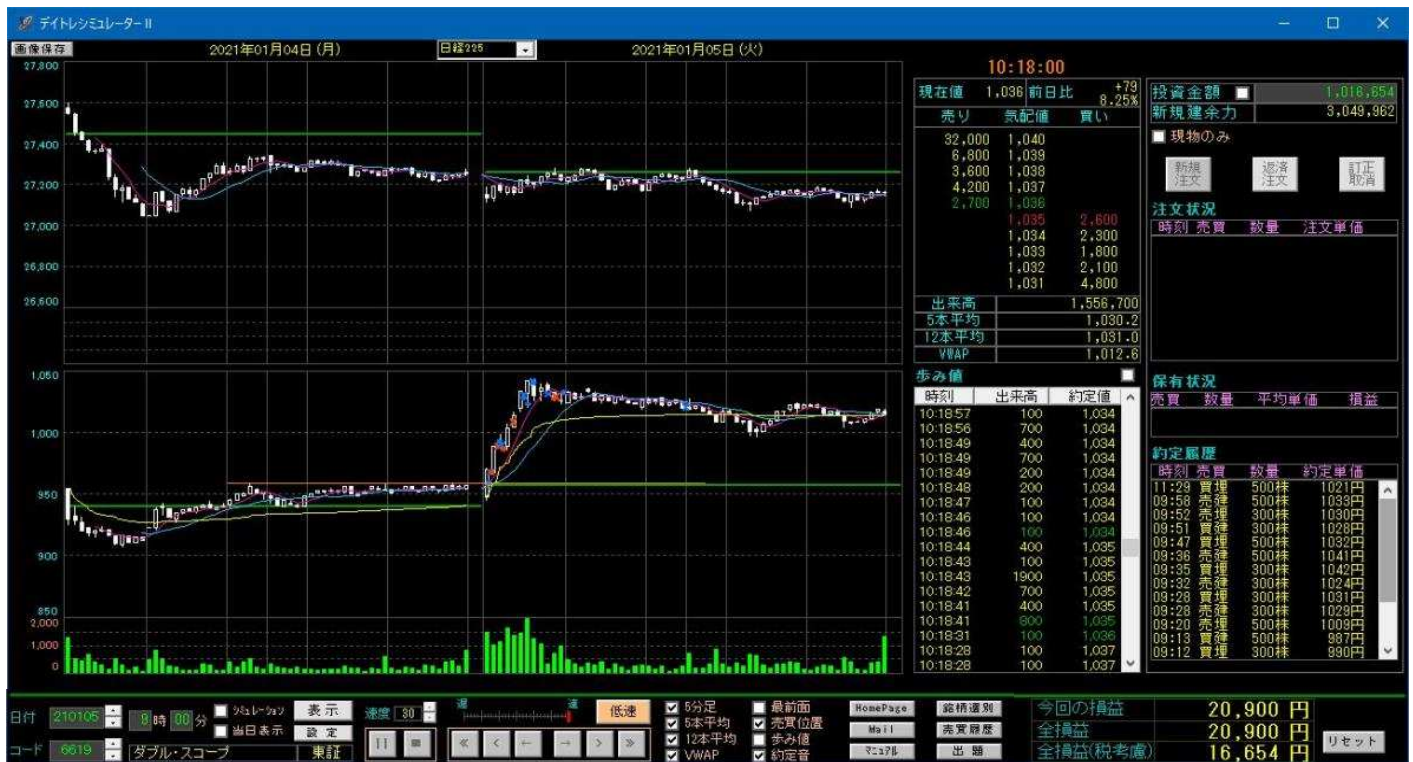 デイトレシミュレーターⅡ
画像保存
2021年01月04日 (月)
日経225
2021年01月05日 (火)
27,800
27,600
27,400
27,200
27,000
26,800
26,600
1,050
1,000
950
900
850
2,000
1,000
0
10:18:00
現在値 1,036 前日比 +79 8.25%
売り 気配値 買い
32,000 1,040
6,800 1,039
3,600 1,038
4,200 1,037
2,700 1,036
1,035 2,600
1,034 2,300
1,033 1,800
1,032 2,100
1,031 4,800
出来高 1,556,700
5本平均 1,030.2
12本平均 1,031.0
VWAP 1,012.6
歩み値
時刻 出来高 約定値
10:18:57 100 1,034
10:18:56 700 1,034
10:18:49 400 1,034
10:18:49 700 1,034
10:18:49 200 1,034
10:18:48 200 1,034
10:18:47 100 1,034
10:18:46 100 1,034
10:18:46 100 1,034
10:18:44 400 1,035
10:18:43 100 1,035
10:18:43 1900 1,035
10:18:42 700 1,035
10:18:41 400 1,035
10:18:41 800 1,035
10:18:31 100 1,036
10:18:28 100 1,037
10:18:28 100 1,037
投資金額 1,016,654
新規建余力 3,049,962
現物のみ
新規注文
返済注文
訂正取消
注文状況
時刻 売買 数量 注文単価
保有状況
売買 数量 平均単価 損益
約定履歴
時刻 売買 数量 約定単価
11:29 買埋 500株 1021円
09:58 売建 500株 1033円
09:52 売埋 300株 1030円
09:51 買建 300株 1028円
09:47 買埋 500株 1032円
09:36 売建 500株 1041円
09:35 買埋 300株 1042円
09:32 売建 300株 1024円
09:28 買埋 300株 1031円
09:28 売建 300株 1029円
09:20 売埋 500株 1009円
09:13 買建 500株 987円
09:12 買埋 300株 990円
日付 210105 9 時 00 分
シミュレーション
当日表示
表示
設定
コード 6619 ダブル・スコープ 東証
速度 30
遅 速
低速
5分足
5本平均
12本平均
VWAP
最前面
売買位置
歩み値
約定音
HomePage
Mail
マニュアル
銘柄選別
売買履歴
出題
今回の損益 20,900 円
全損益 20,900 円
全損益(税考慮) 16,654 円
リセット